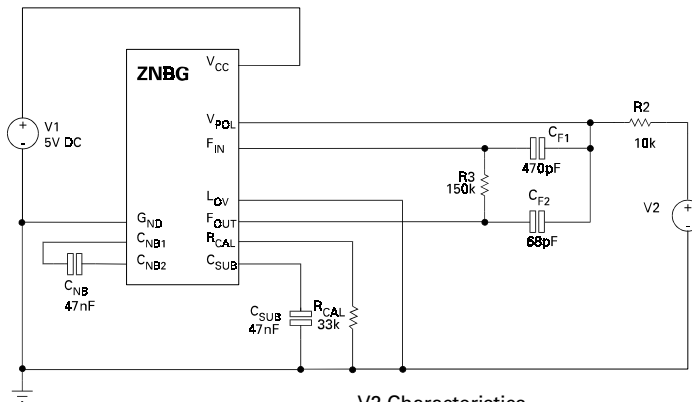 ZNBG
VCC
VPOL
FIN
LOV
FOUT
RCAL
CSUB
GND
CNB1
CNB2
V1
5V DC
CNB
47nF
CSUB
47nF
RCAL
33k
R3
150k
CF1
470pF
CF2
68pF
R2
10k
V2
+
-
+
-
V2 Characteristics